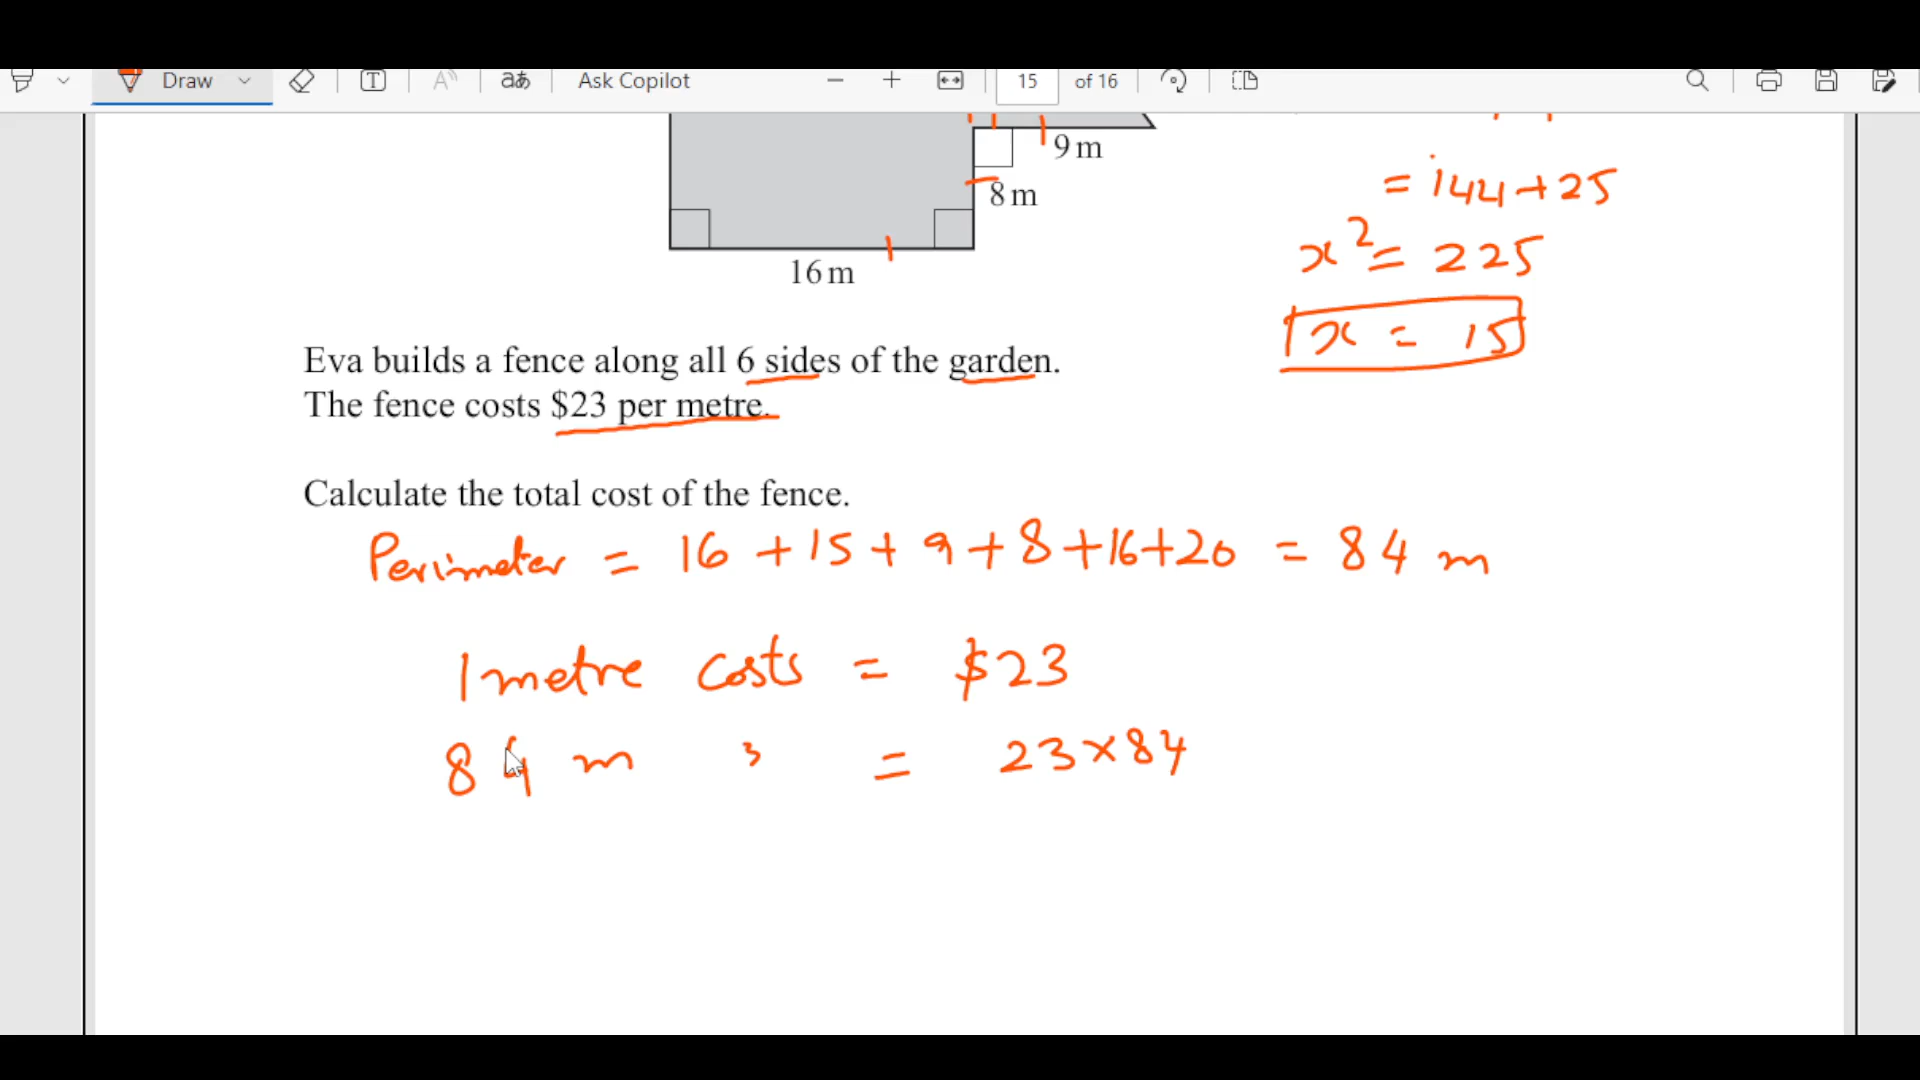 Draw A aあ Ask Copilot − + 15 of 16
9 m
= 144+25
8 m
x² = 225
16 m
x = 15
Eva builds a fence along all 6 sides of the garden.
The fence costs $23 per metre.
Calculate the total cost of the fence.
Perimeter = 16 + 15 + 9 + 8 + 16 + 20 = 84 m
1 metre costs = $23
84 m " = 23×84